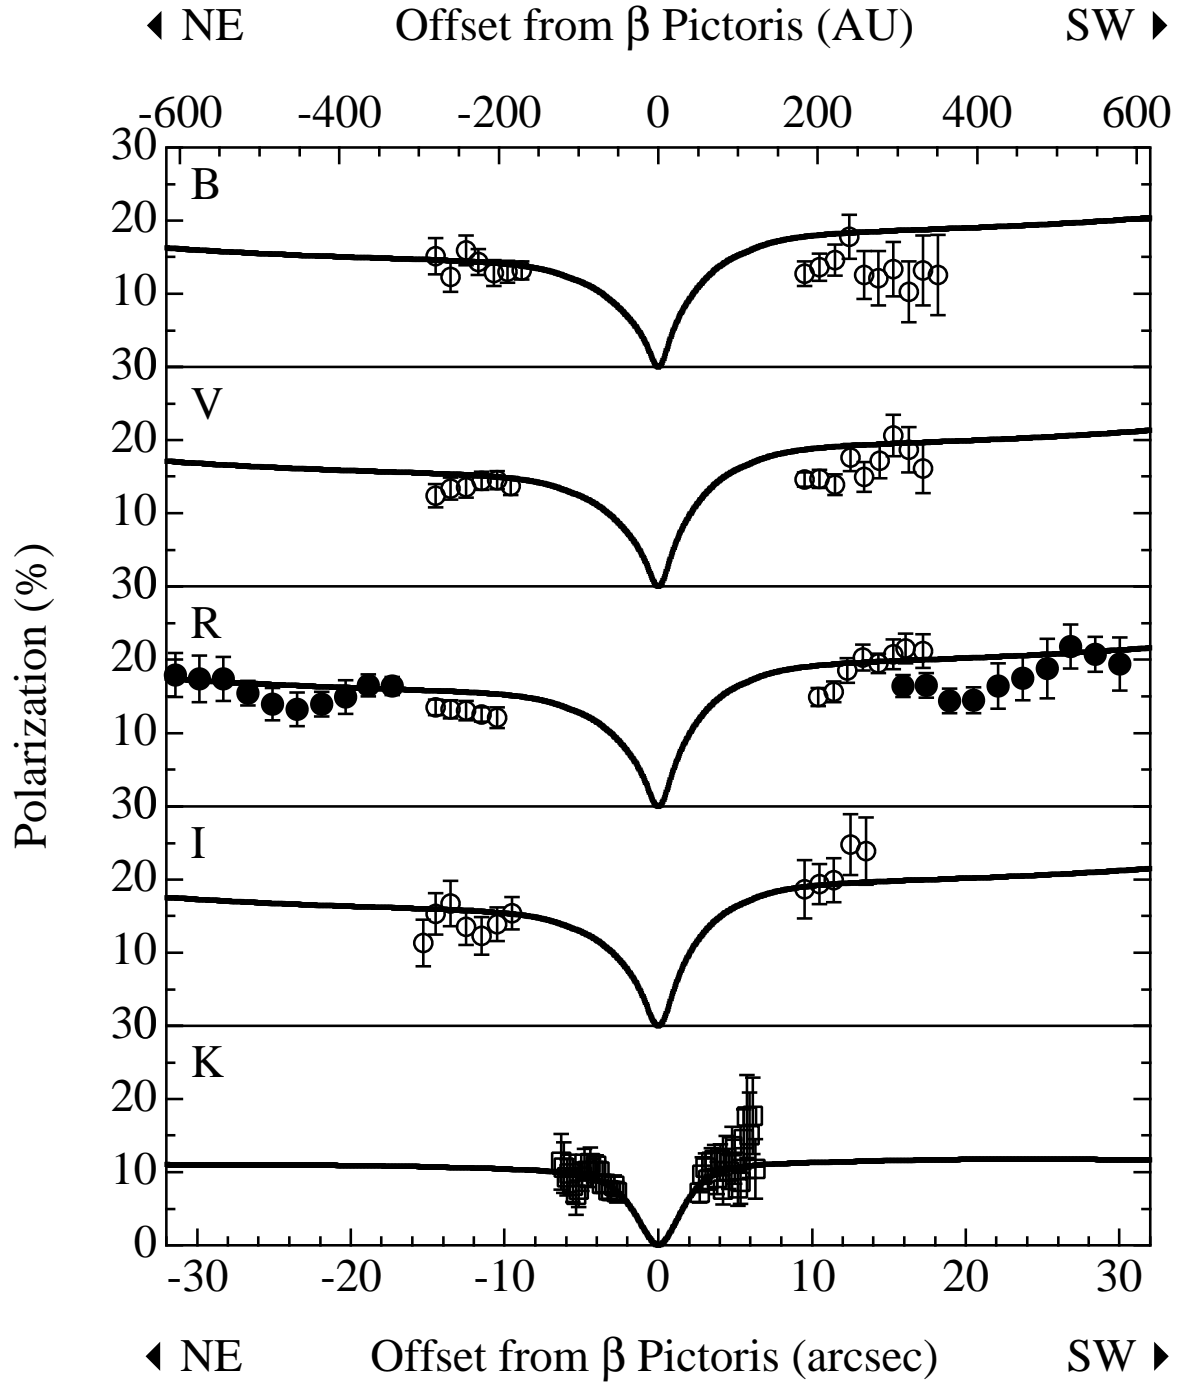 NE Offset from β Pictoris (AU) SW
-600 -400 -200 0 200 400 600
30
B
20
10
30
V
20
10
30
R
20
10
30
I
20
10
30
K
20
10
0
Polarization (%)
-30 -20 -10 0 10 20 30
NE Offset from β Pictoris (arcsec) SW